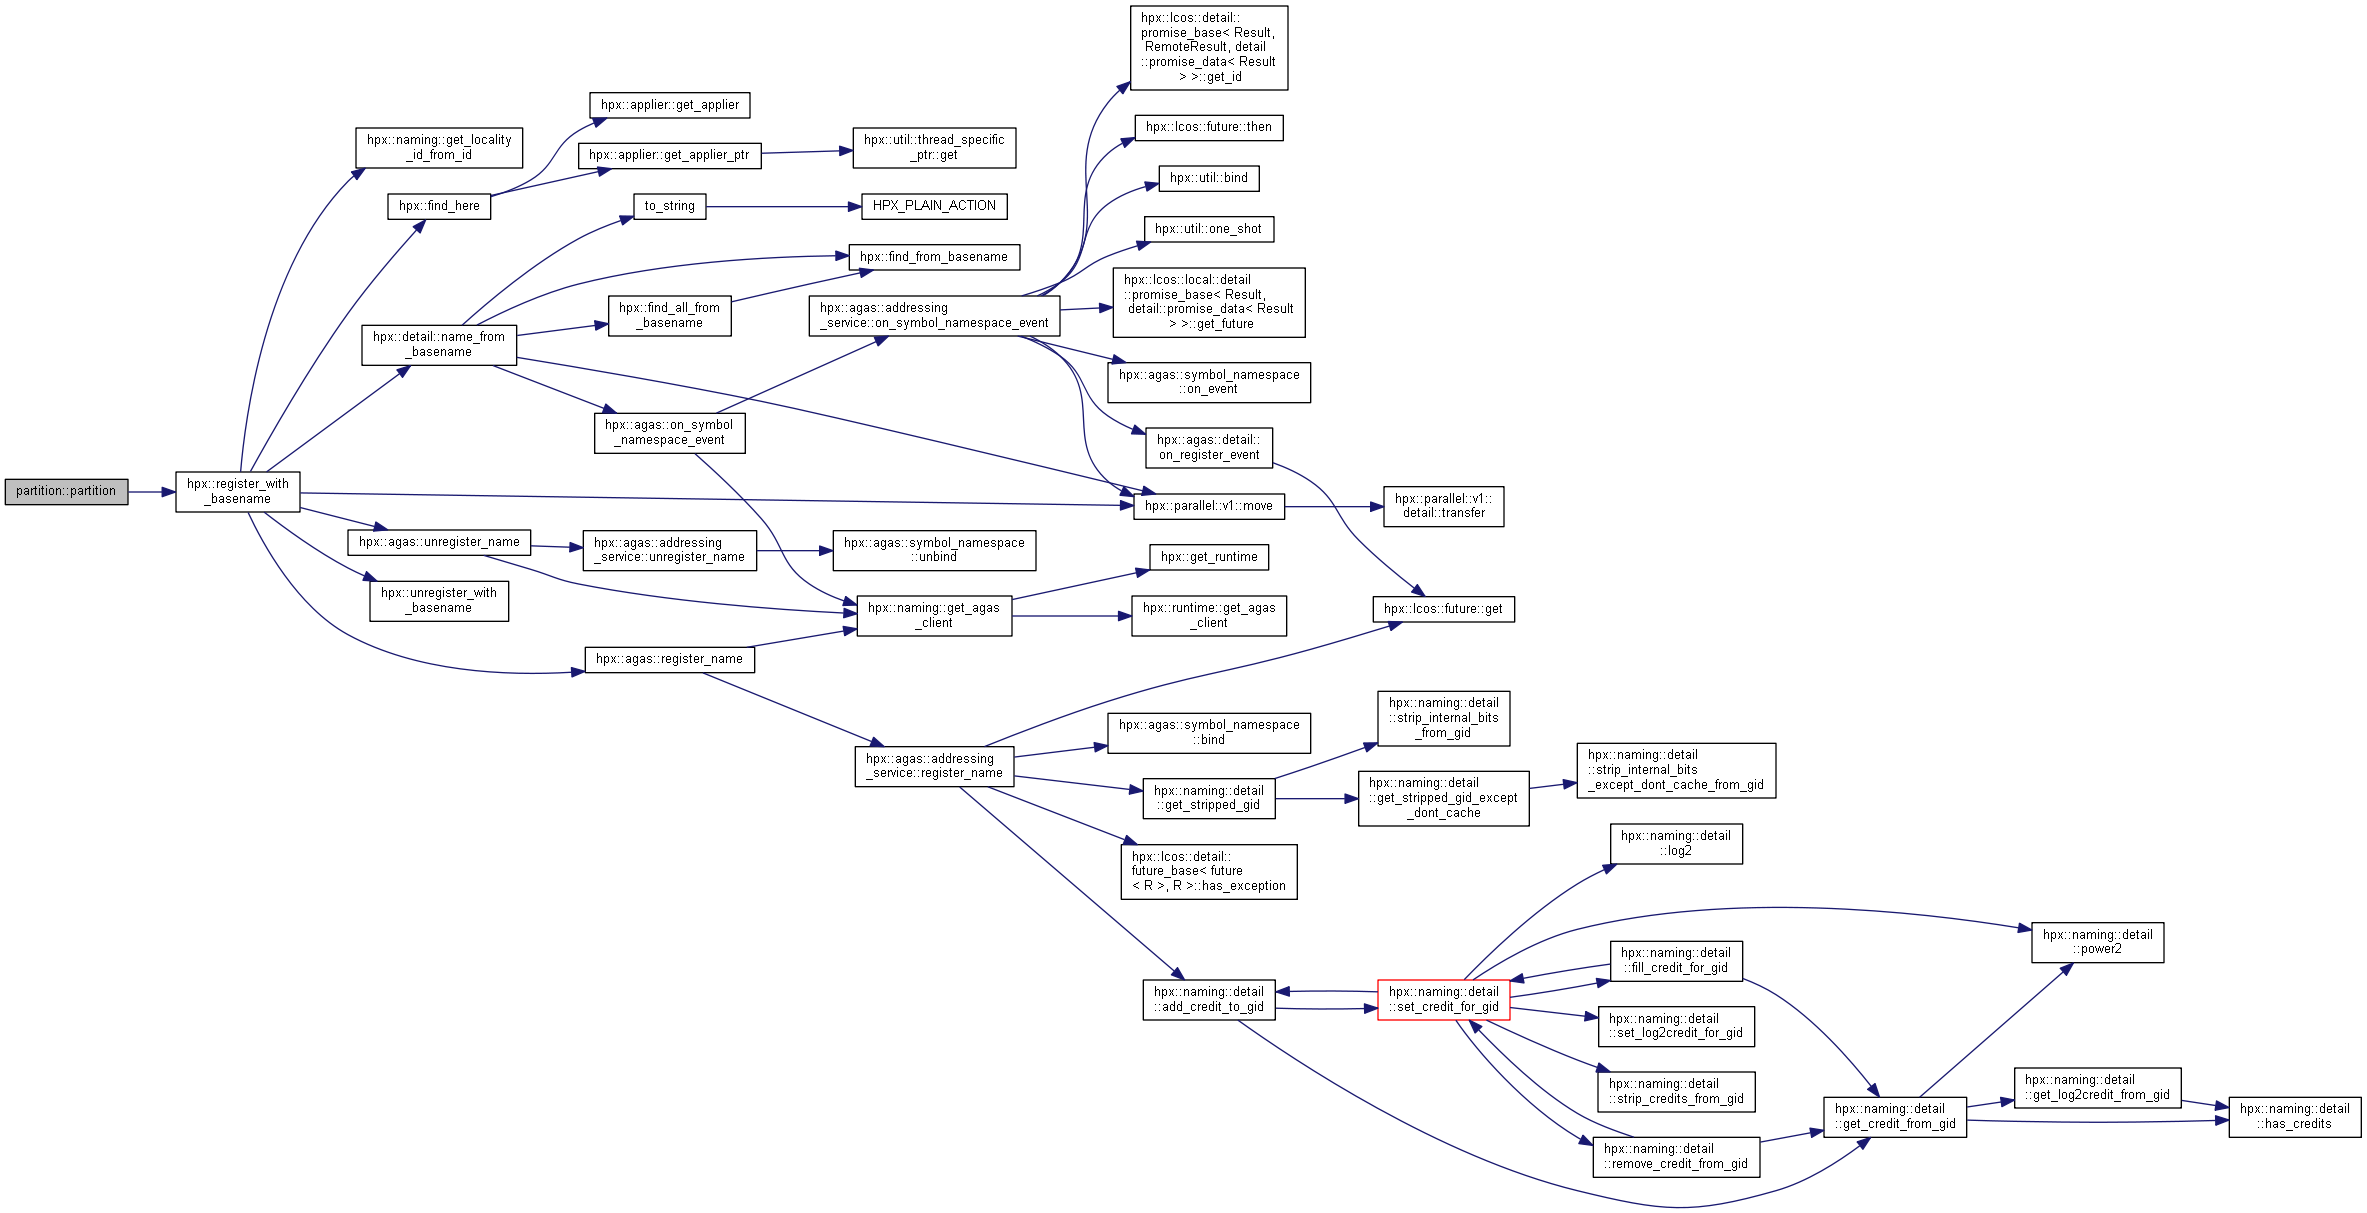 partition::partition
hpx::register_with
_basename
hpx::naming::get_locality
_id_from_id
hpx::find_here
hpx::applier::get_applier
hpx::applier::get_applier_ptr
hpx::util::thread_specific
_ptr::get
hpx::detail::name_from
_basename
to_string
HPX_PLAIN_ACTION
hpx::find_from_basename
hpx::find_all_from
_basename
hpx::agas::on_symbol
_namespace_event
hpx::agas::addressing
_service::on_symbol_namespace_event
hpx::lcos::detail::
promise_base< Result,
RemoteResult, detail
::promise_data< Result
> >::get_id
hpx::lcos::future::then
hpx::util::bind
hpx::util::one_shot
hpx::lcos::local::detail
::promise_base< Result,
detail::promise_data< Result
> >::get_future
hpx::agas::symbol_namespace
::on_event
hpx::agas::detail::
on_register_event
hpx::parallel::v1::move
hpx::parallel::v1::
detail::transfer
hpx::agas::unregister_name
hpx::agas::addressing
_service::unregister_name
hpx::agas::symbol_namespace
::unbind
hpx::unregister_with
_basename
hpx::naming::get_agas
_client
hpx::get_runtime
hpx::runtime::get_agas
_client
hpx::lcos::future::get
hpx::agas::register_name
hpx::agas::addressing
_service::register_name
hpx::agas::symbol_namespace
::bind
hpx::naming::detail
::get_stripped_gid
hpx::naming::detail
::strip_internal_bits
_from_gid
hpx::naming::detail
::get_stripped_gid_except
_dont_cache
hpx::naming::detail
::strip_internal_bits
_except_dont_cache_from_gid
hpx::lcos::detail::
future_base< future
< R >, R >::has_exception
hpx::naming::detail
::add_credit_to_gid
hpx::naming::detail
::set_credit_for_gid
hpx::naming::detail
::log2
hpx::naming::detail
::fill_credit_for_gid
hpx::naming::detail
::set_log2credit_for_gid
hpx::naming::detail
::strip_credits_from_gid
hpx::naming::detail
::remove_credit_from_gid
hpx::naming::detail
::get_credit_from_gid
hpx::naming::detail
::power2
hpx::naming::detail
::get_log2credit_from_gid
hpx::naming::detail
::has_credits